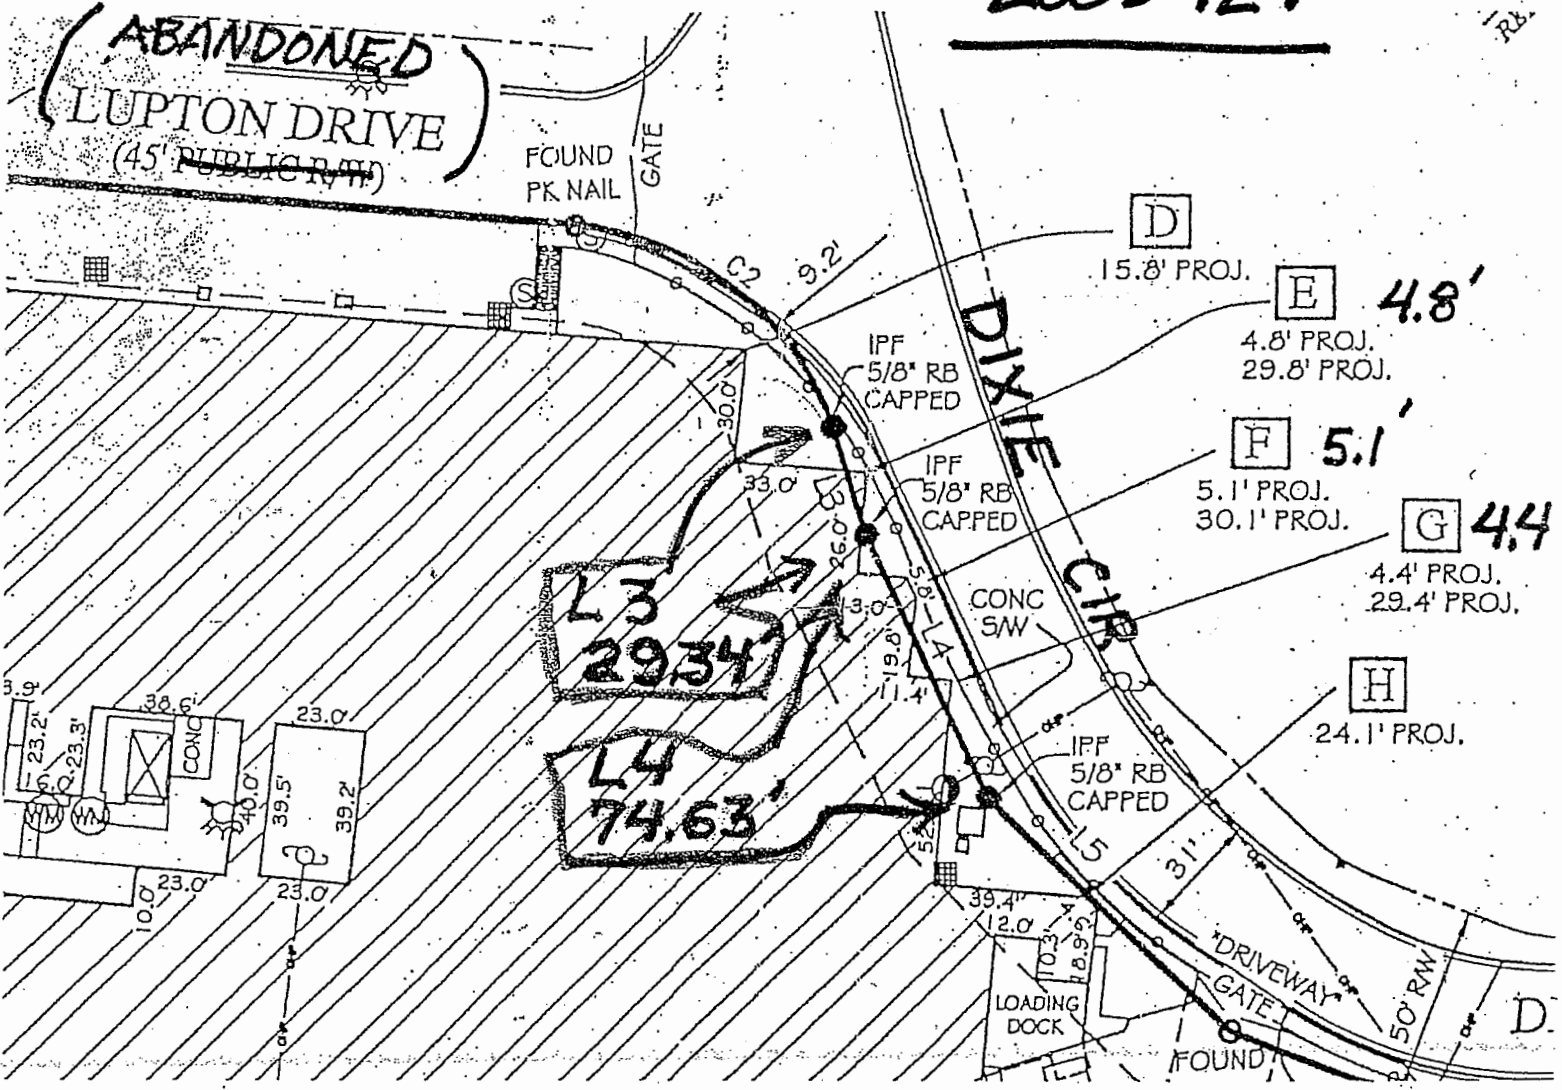 ABANDONED
LUPTON DRIVE
(45' PUBLIC R/W)
FOUND
PK NAIL
GATE
S
S
C2
9.2'
D
15.8' PROJ.
E 4.8'
4.8' PROJ.
29.8' PROJ.
F 5.1'
5.1' PROJ.
30.1' PROJ.
G 4.4
4.4' PROJ.
29.4' PROJ.
H
24.1' PROJ.
DIXIE CIR
IPF
5/8" RB
CAPPED
IPF
5/8" RB
CAPPED
30.0'
33.0'
L3
26.0'
5.8'
L4
CONC
S/W
3.0'
19.8'
1.4'
L3
29.34'
L4
74.63'
IPF
5/8" RB
CAPPED
L5
31'
38.6'
23.2'
23.3'
CONC
40.0'
23.0'
39.5'
39.2'
23.0'
23.0'
10.0'
39.4'
12.0'
10.3'
18.9'
LOADING
DOCK
"DRIVEWAY"
GATE
50' R/W
FOUND
D.